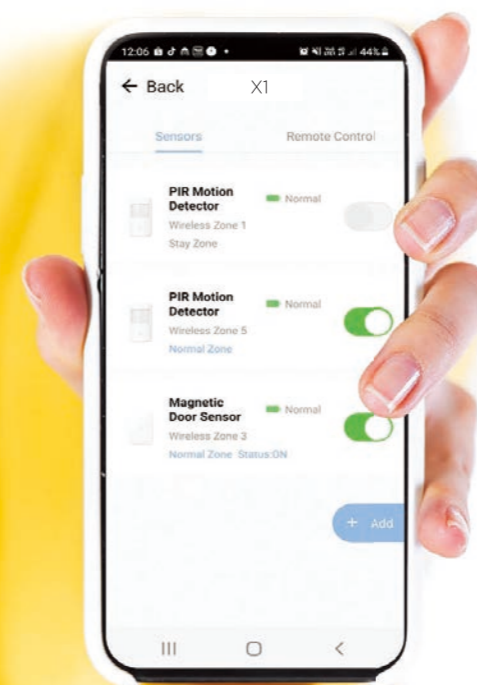 12:06 44%
← Back X1
Sensors Remote Control
PIR Motion
Detector
Normal
Wireless Zone 1
Stay Zone
PIR Motion
Detector
Normal
Wireless Zone 5
Normal Zone
Magnetic
Door Sensor
Normal
Wireless Zone 3
Normal Zone Status:ON
+ Add